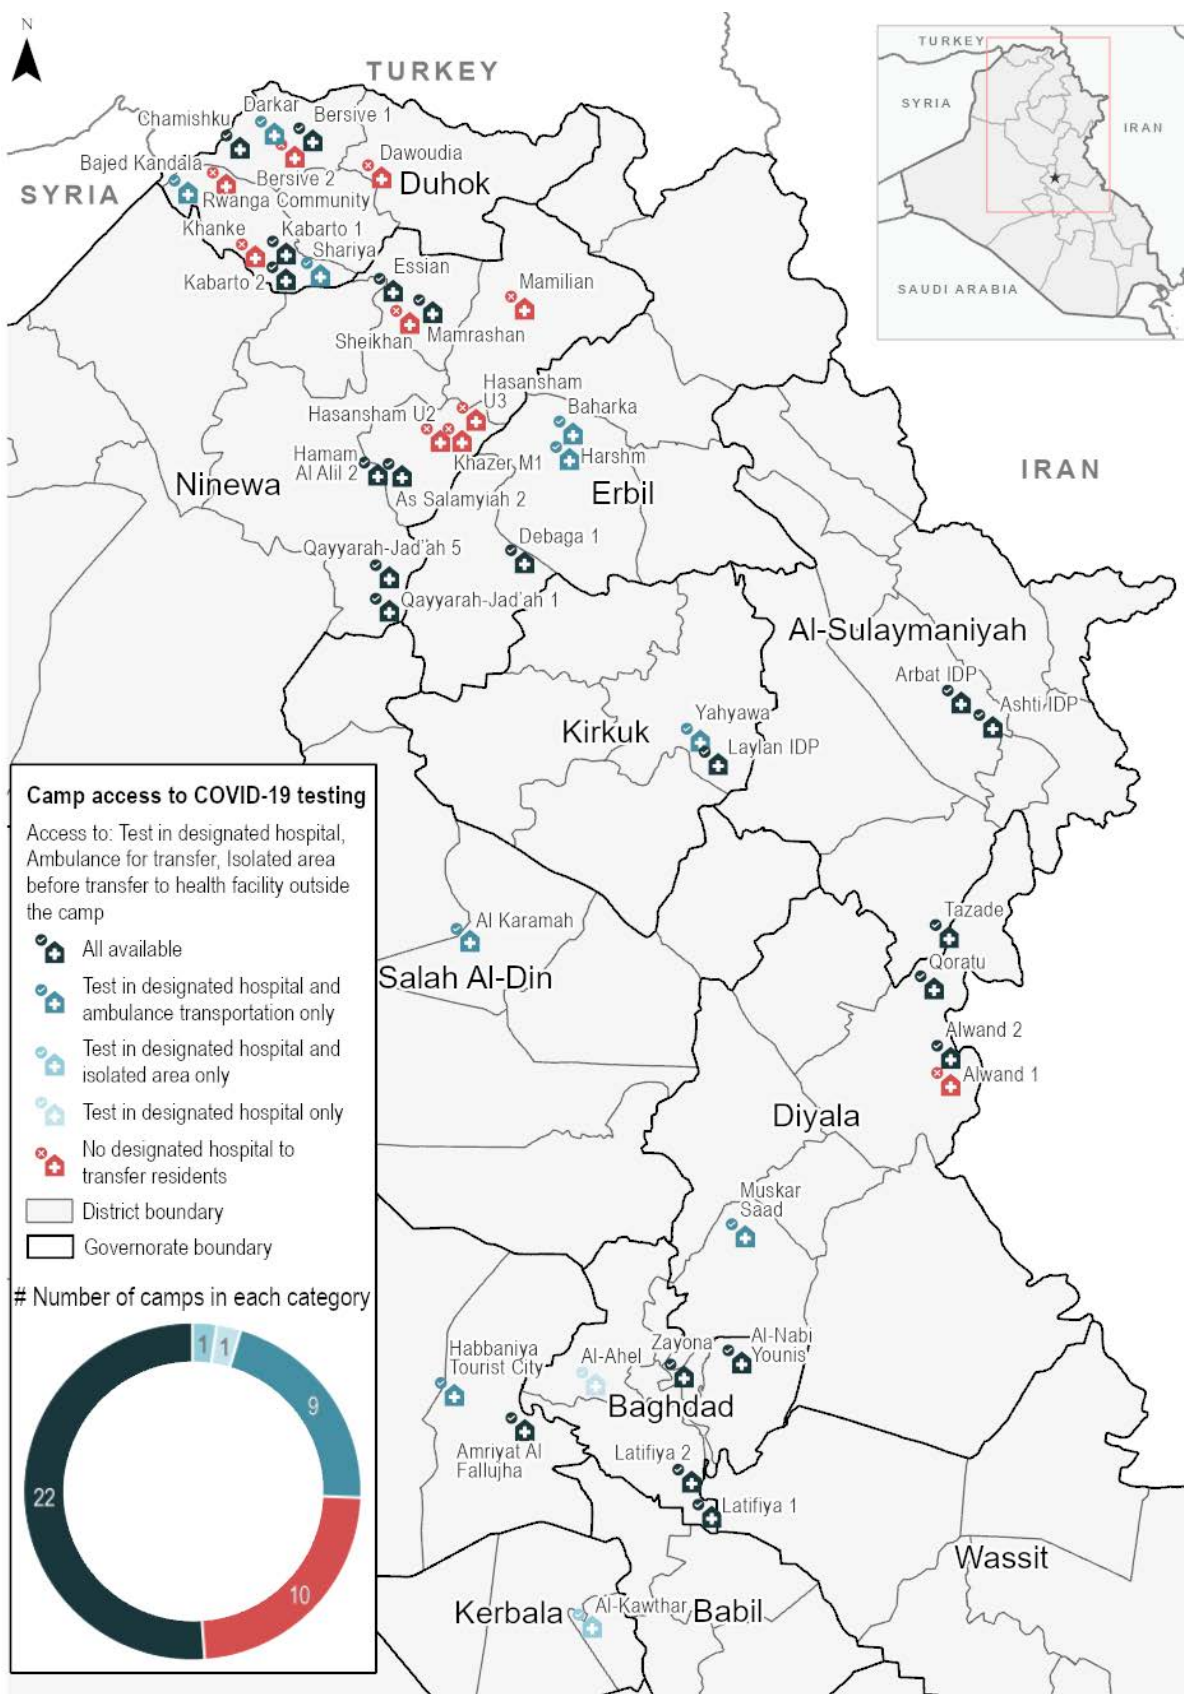 N
TURKEY
TURKEY
SYRIA
IRAN
SAUDI ARABIA
Darkar
Bersive 1
Chamishku
Bajed Kandala
Bersive 2
Dawoudia
Duhok
SYRIA
Rwanga Community
Khanke
Kabarto 1
Shariya
Kabarto 2
Essian
Mamilian
Sheikhan
Mamrashan
Hasansham
U3
Hasansham U2
Baharka
Khazer M1
Harshm
Hamam
Al Alil 2
As Salamyiah 2
Ninewa
Erbil
IRAN
Debaga 1
Qayyarah-Jad'ah 5
Qayyarah-Jad'ah 1
Al-Sulaymaniyah
Arbat IDP
Ashti IDP
Kirkuk
Yahyawa
Laylan IDP
Camp access to COVID-19 testing
Access to: Test in designated hospital,
Ambulance for transfer, Isolated area
before transfer to health facility outside
the camp
All available
Test in designated hospital and
ambulance transportation only
Test in designated hospital and
isolated area only
Test in designated hospital only
No designated hospital to
transfer residents
District boundary
Governorate boundary
# Number of camps in each category
1
1
9
22
10
Al Karamah
Salah Al-Din
Tazade
Qoratu
Alwand 2
Alwand 1
Diyala
Muskar
Saad
Habbaniya
Tourist City
Al-Ahel
Zayona
Al-Nabi
Younis
Baghdad
Amriyat Al
Fallujha
Latifiya 2
Latifiya 1
Wassit
Kerbala
Al-Kawthar
Babil